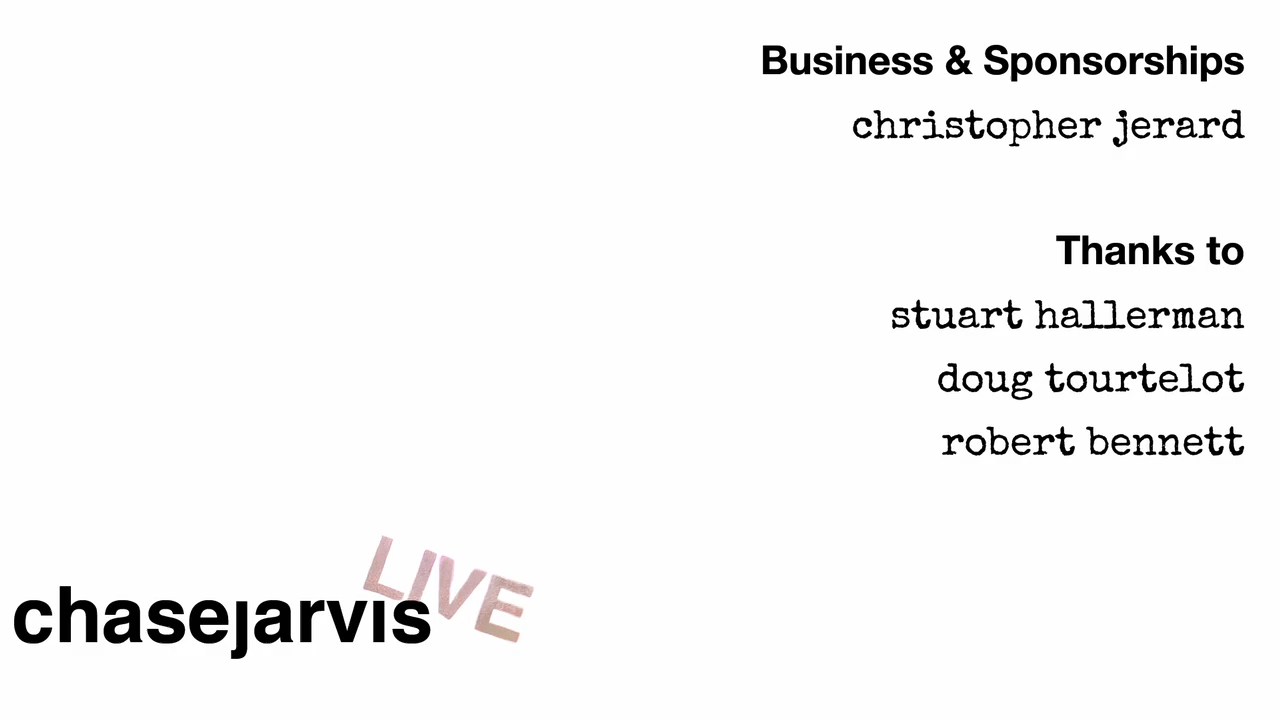 Business & Sponsorships
christopher jerard
Thanks to
stuart hallerman
doug tourtelot
robert bennett
LIVE
chasejarvis